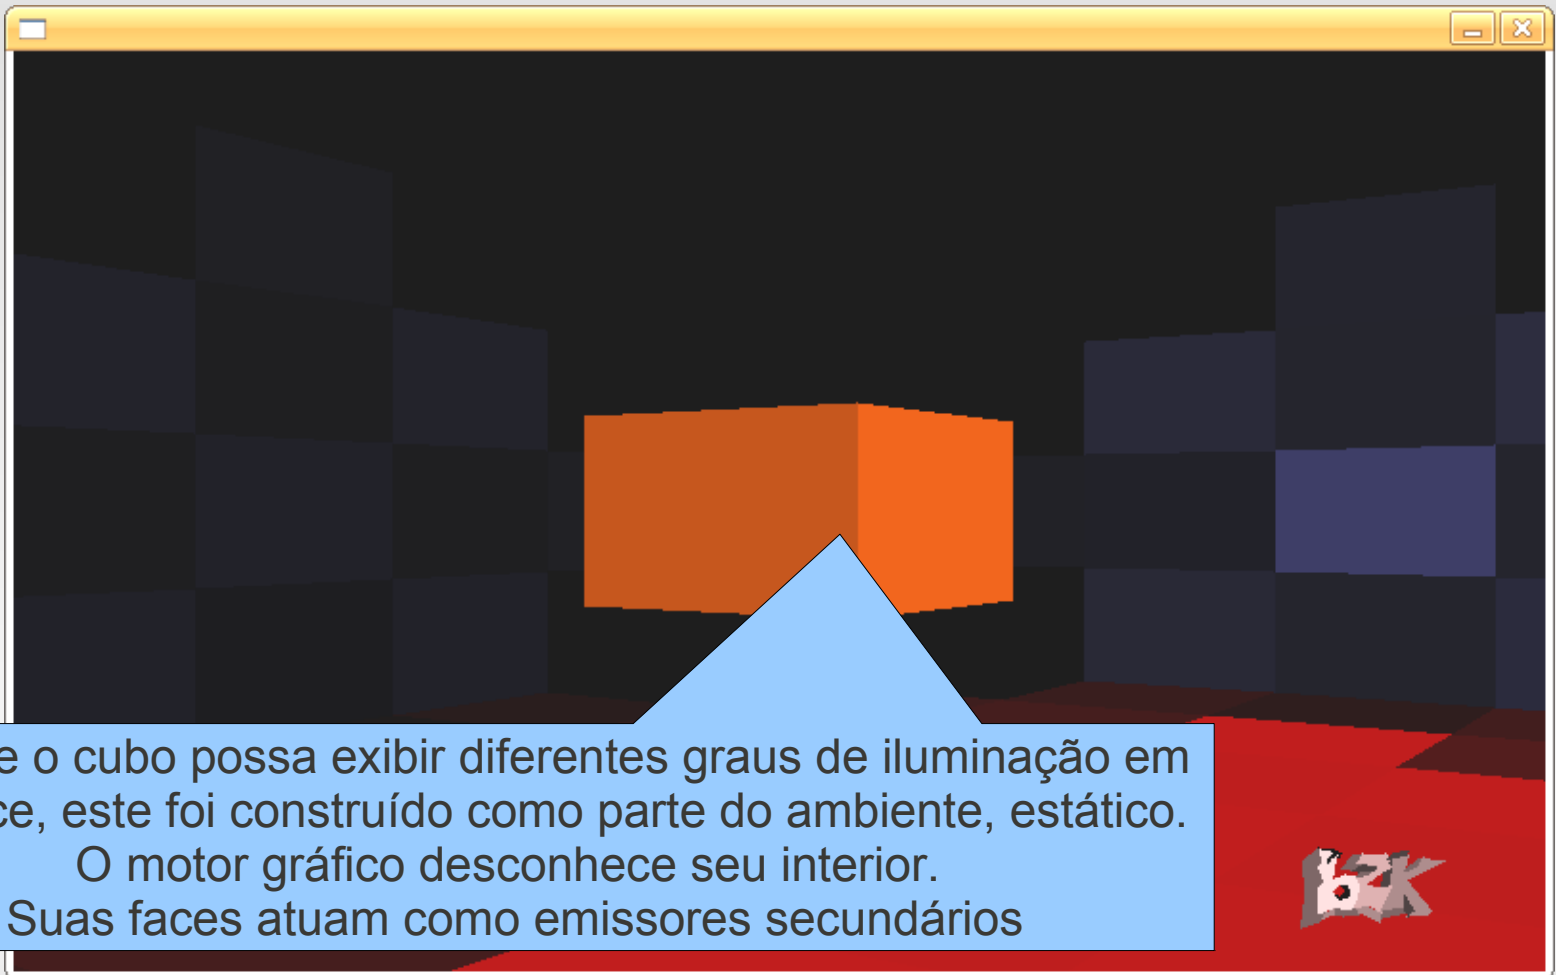 e o cubo possa exibir diferentes graus de iluminação em
ce, este foi construído como parte do ambiente, estático.
O motor gráfico desconhece seu interior.
Suas faces atuam como emissores secundários
bZK